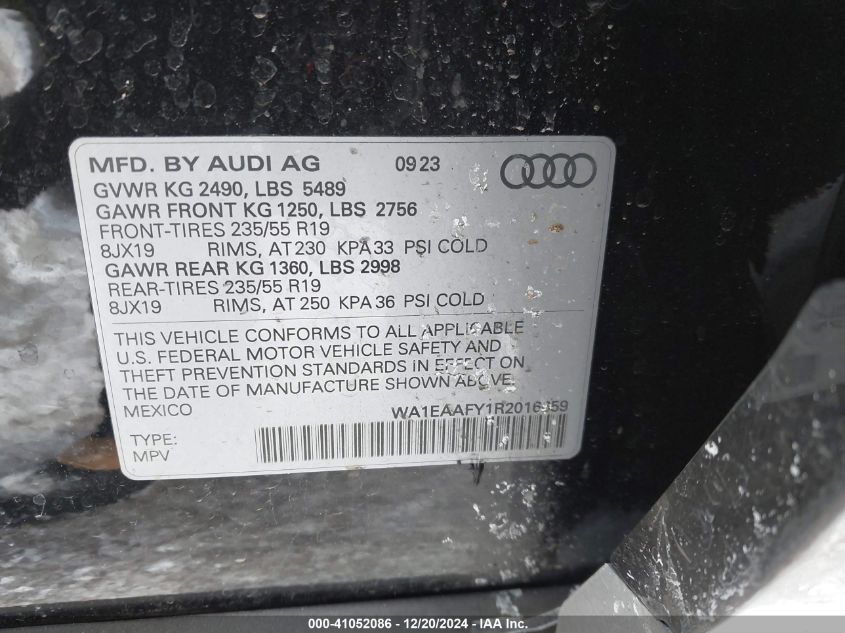 MFD. BY AUDI AG 09 23
GVWR KG 2490, LBS 5489
GAWR FRONT KG 1250, LBS 2756
FRONT-TIRES 235/55 R19
8JX19 RIMS, AT 230 KPA 33 PSI COLD
GAWR REAR KG 1360, LBS 2998
REAR-TIRES 235/55 R19
8JX19 RIMS, AT 250 KPA 36 PSI COLD
THIS VEHICLE CONFORMS TO ALL APPLICABLE
U.S. FEDERAL MOTOR VEHICLE SAFETY AND
THEFT PREVENTION STANDARDS IN EFFECT ON
THE DATE OF MANUFACTURE SHOWN ABOVE.
MEXICO WA1EAAFY1R2016459
TYPE:
MPV
000-41052086 - 12/20/2024 - IAA Inc.